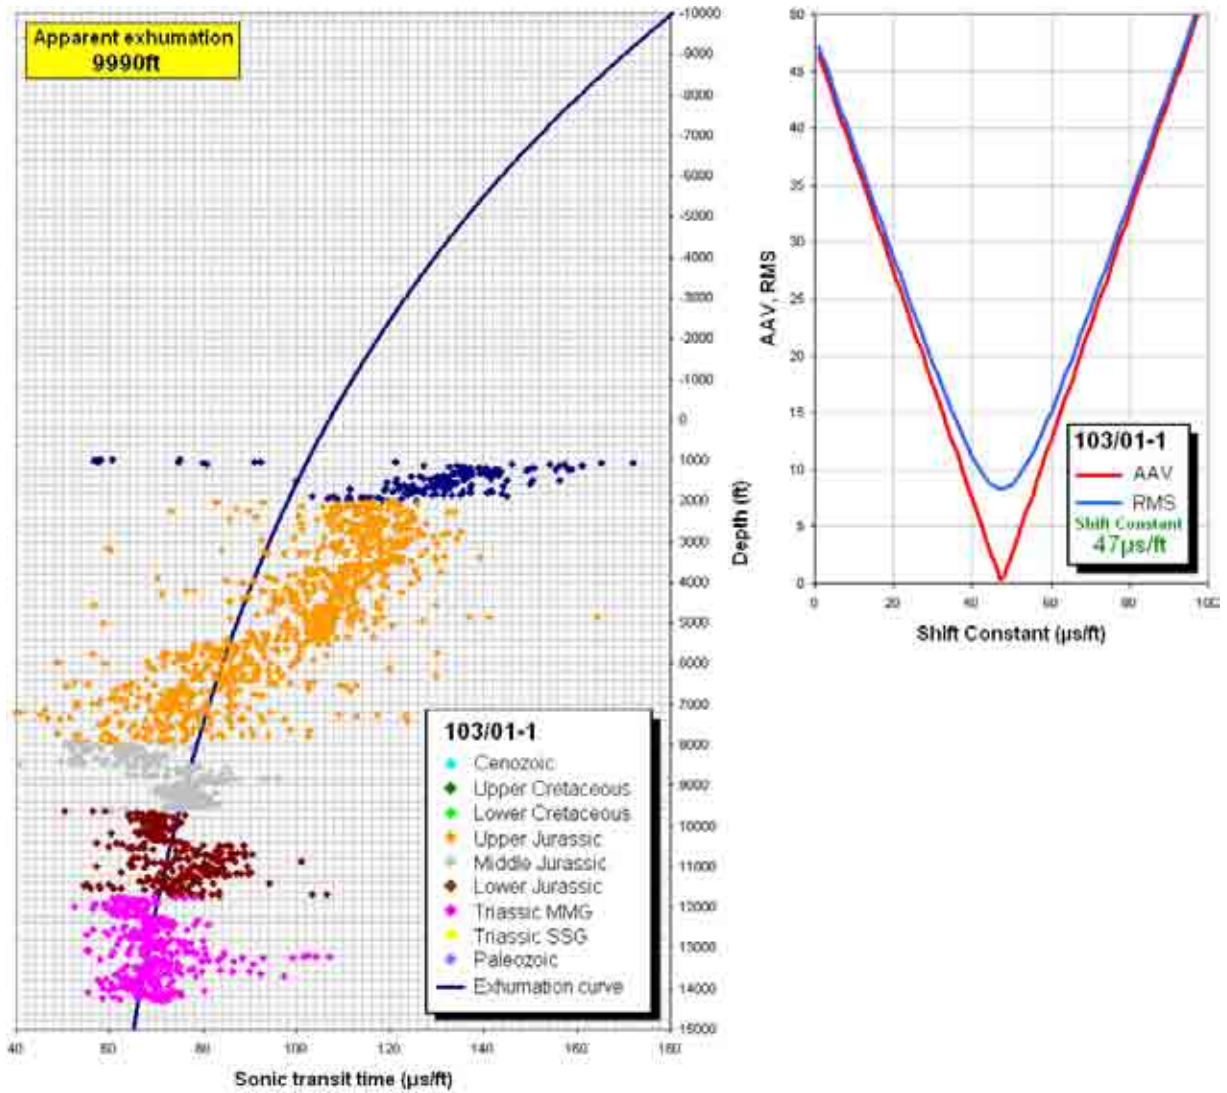 Apparent exhumation
9990ft
-10000
-9000
-8000
-7000
-6000
-5000
-4000
-3000
-2000
-1000
0
1000
2000
3000
4000
5000
6000
7000
8000
9000
10000
11000
12000
13000
14000
15000
Depth (ft)
103/01-1
Cenozoic
Upper Cretaceous
Lower Cretaceous
Upper Jurassic
Middle Jurassic
Lower Jurassic
Triassic MMG
Triassic SSG
Paleozoic
Exhumation curve
40 60 80 100 120 140 160 180
Sonic transit time (µs/ft)
50
45
40
35
30
25
20
15
10
5
0
AAV, RMS
103/01-1
AAV
RMS
Shift Constant
47µs/ft
0 20 40 60 80 100
Shift Constant (µs/ft)